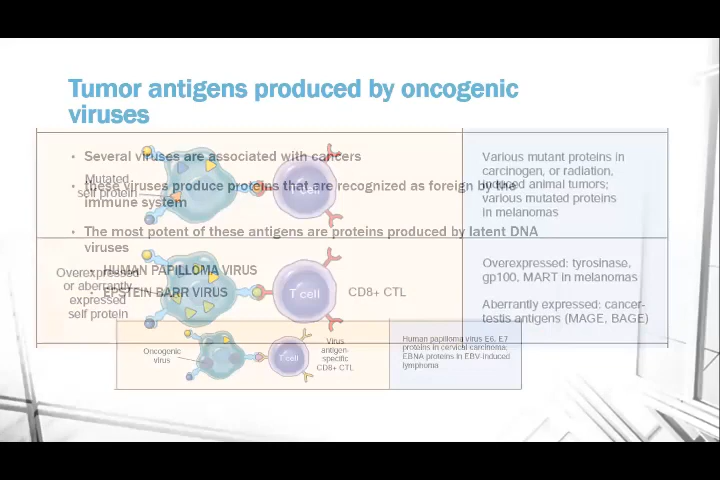 Tumor antigens produced by oncogenic
viruses
• Several viruses are associated with cancers
• these viruses produce proteins that are recognized as foreign by the
immune system
• The most potent of these antigens are proteins produced by latent DNA
viruses
• HUMAN PAPILLOMA VIRUS
• EPSTEIN BARR VIRUS
Mutated
self protein
T cell
Various mutant proteins in
carcinogen, or radiation,
induced animal tumors;
various mutated proteins
in melanomas
Overexpressed
or aberrantly
expressed
self protein
T cell
CD8+ CTL
Overexpressed: tyrosinase,
gp100, MART in melanomas
Aberrantly expressed: cancer-
testis antigens (MAGE, BAGE)
Oncogenic
virus
T cell
Virus
antigen-
specific
CD8+ CTL
Human papilloma virus E6, E7
proteins in cervical carcinoma;
EBNA proteins in EBV-induced
lymphoma